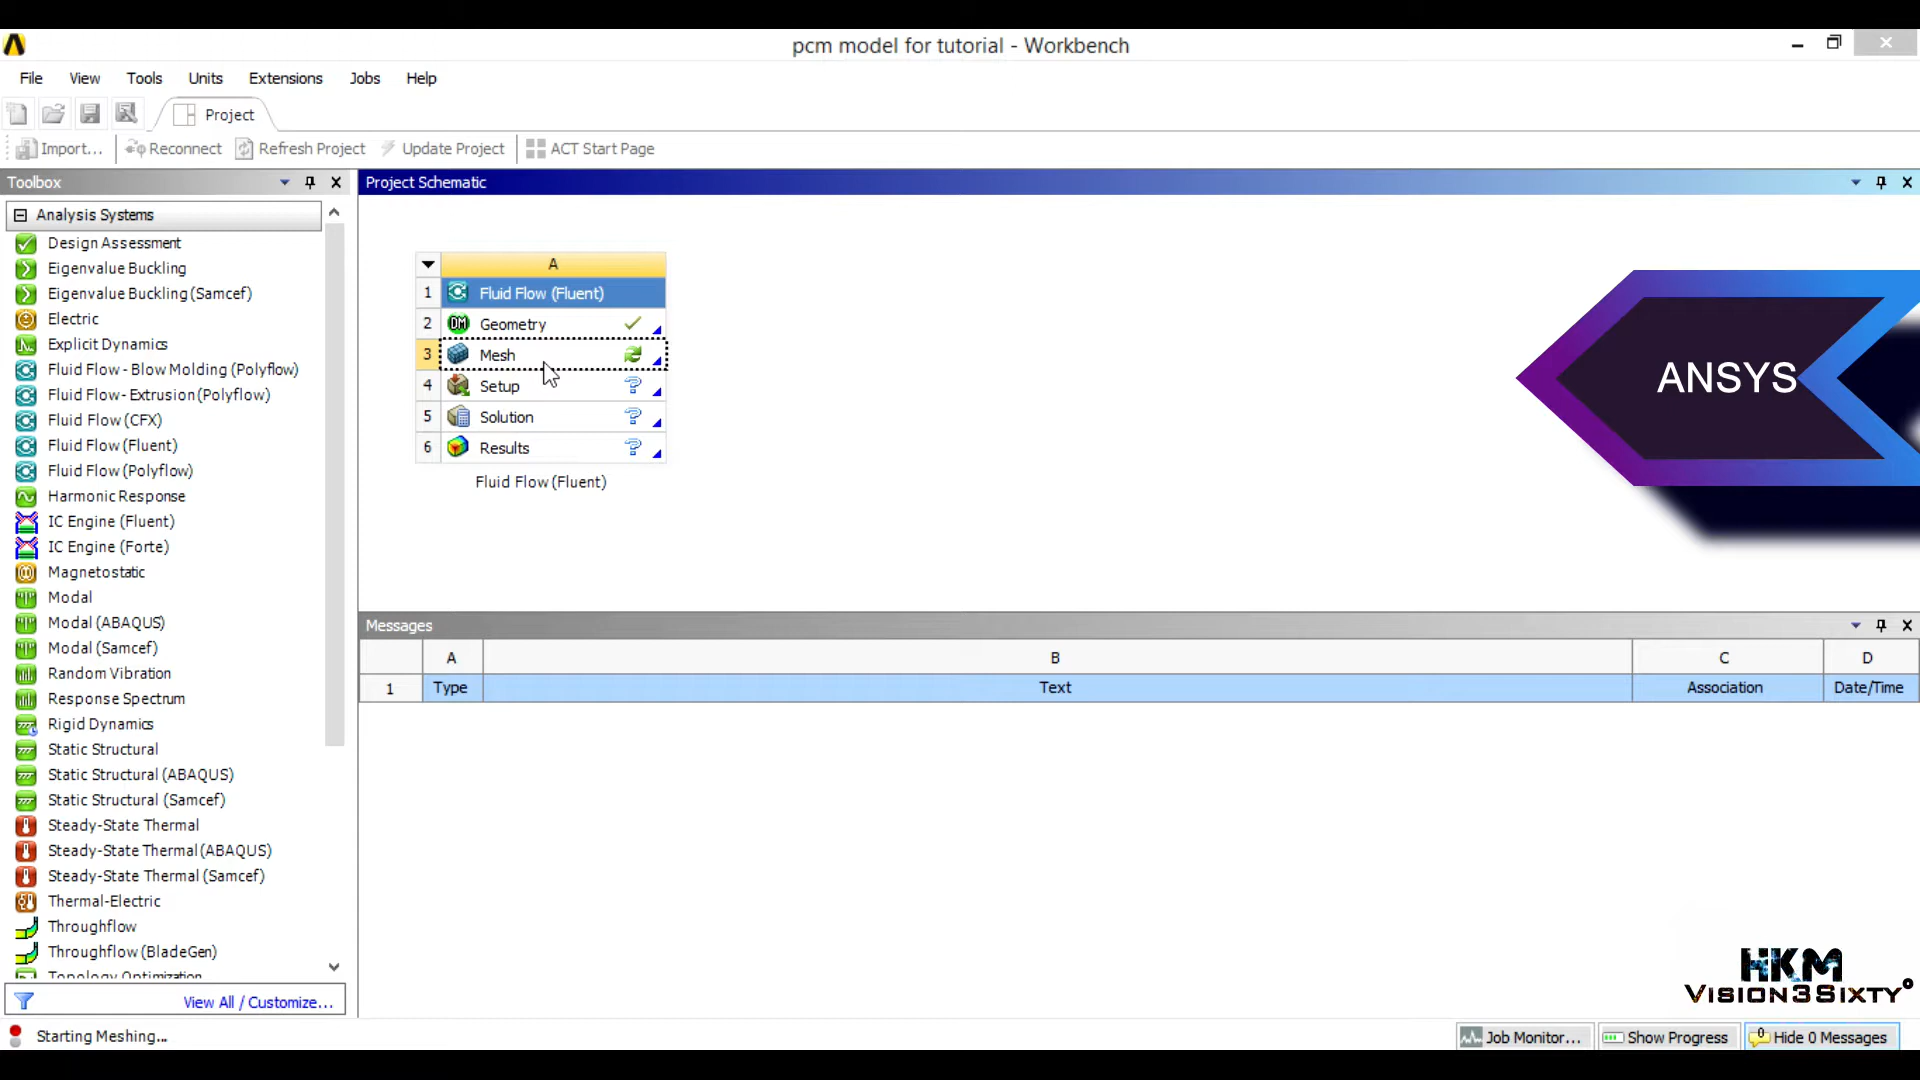 pcm model for tutorial - Workbench
File View Tools Units Extensions Jobs Help
Project
Import... Reconnect Refresh Project Update Project ACT Start Page
Toolbox
Analysis Systems
Design Assessment
Eigenvalue Buckling
Eigenvalue Buckling (Samcef)
Electric
Explicit Dynamics
Fluid Flow - Blow Molding (Polyflow)
Fluid Flow- Extrusion (Polyflow)
Fluid Flow (CFX)
Fluid Flow (Fluent)
Fluid Flow (Polyflow)
Harmonic Response
IC Engine (Fluent)
IC Engine (Forte)
Magnetostatic
Modal
Modal (ABAQUS)
Modal (Samcef)
Random Vibration
Response Spectrum
Rigid Dynamics
Static Structural
Static Structural (ABAQUS)
Static Structural (Samcef)
Steady-State Thermal
Steady-State Thermal (ABAQUS)
Steady-State Thermal (Samcef)
Thermal-Electric
Throughflow
Throughflow (BladeGen)
Topology Optimization
View All / Customize...
Project Schematic
A
1 Fluid Flow (Fluent)
2 DM Geometry
3 Mesh
4 Setup ?
5 Solution ?
6 Results ?
Fluid Flow (Fluent)
ANSYS
Messages
A B C D
1 Type Text Association Date/Time
HKM
Vision3Sixty°
Starting Meshing...
Job Monitor... Show Progress 0 Hide 0 Messages